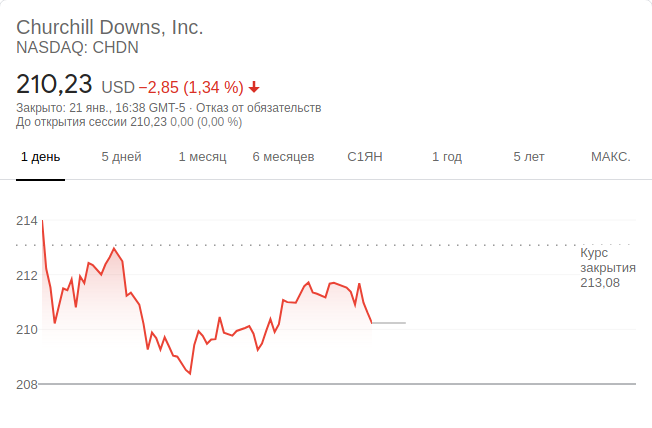 Churchill Downs, Inc.
NASDAQ: CHDN
210,23 USD −2,85 (1,34 %)
Закрыто: 21 янв., 16:38 GMT-5 · Отказ от обязательств
До открытия сессии 210,23 0,00 (0,00 %)
1 день 5 дней 1 месяц 6 месяцев С1ЯН 1 год 5 лет МАКС.
214
Курс
закрытия
213,08
212
210
208